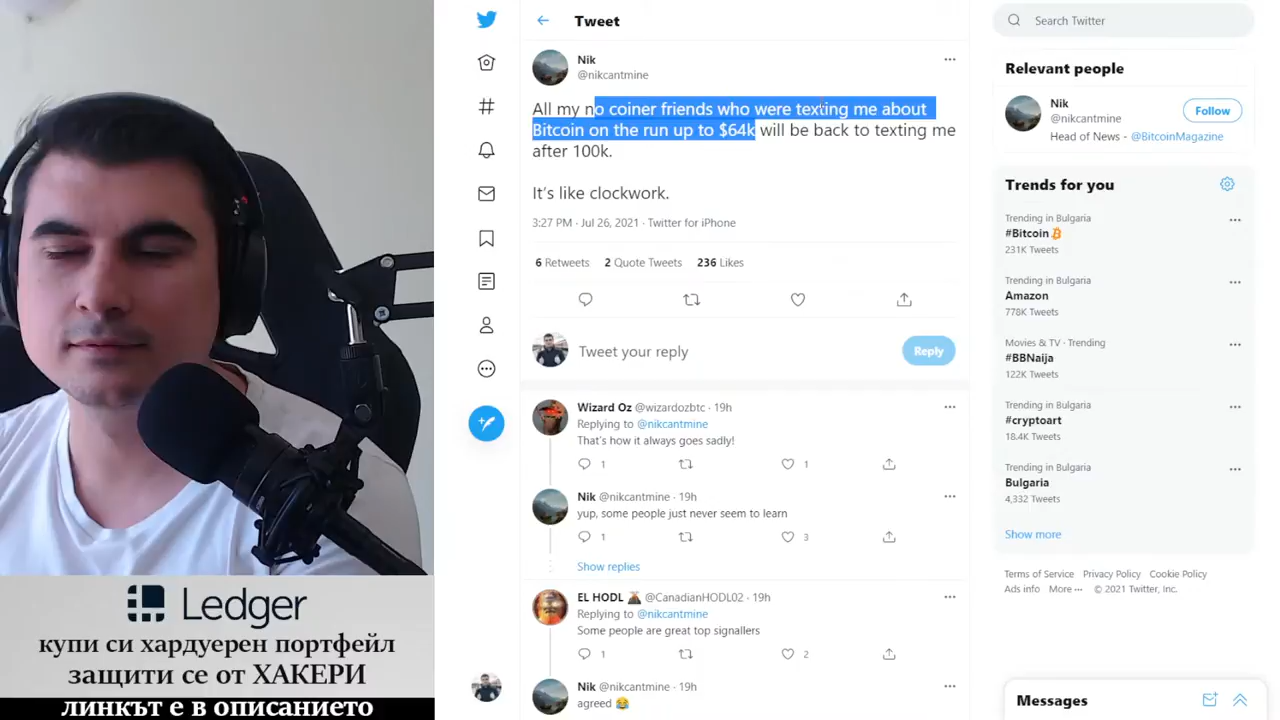 Tweet
Nik
@nikcantmine
All my no coiner friends who were texting me about
Bitcoin on the run up to $64k will be back to texting me
after 100k.
It's like clockwork.
3:27 PM · Jul 26, 2021 · Twitter for iPhone
6 Retweets 2 Quote Tweets 236 Likes
Tweet your reply
Reply
Wizard Oz @wizardozbtc · 19h
Replying to @nikcantmine
That's how it always goes sadly!
1 1
Nik @nikcantmine · 19h
yup, some people just never seem to learn
1 3
Show replies
EL HODL 🌋 @CanadianHODL02 · 19h
Replying to @nikcantmine
Some people are great top signallers
1 2
Nik @nikcantmine · 19h
agreed 😂
Search Twitter
Relevant people
Nik
@nikcantmine
Follow
Head of News - @BitcoinMagazine
Trends for you
Trending in Bulgaria
#Bitcoin
231K Tweets
Trending in Bulgaria
Amazon
778K Tweets
Movies & TV · Trending
#BBNaija
122K Tweets
Trending in Bulgaria
#cryptoart
18.4K Tweets
Trending in Bulgaria
Bulgaria
4,332 Tweets
Show more
Terms of Service Privacy Policy Cookie Policy
Ads info More ··· © 2021 Twitter, Inc.
Messages
Ledger
купи си хардуерен портфейл
защити се от ХАКЕРИ
линкът е в описанието